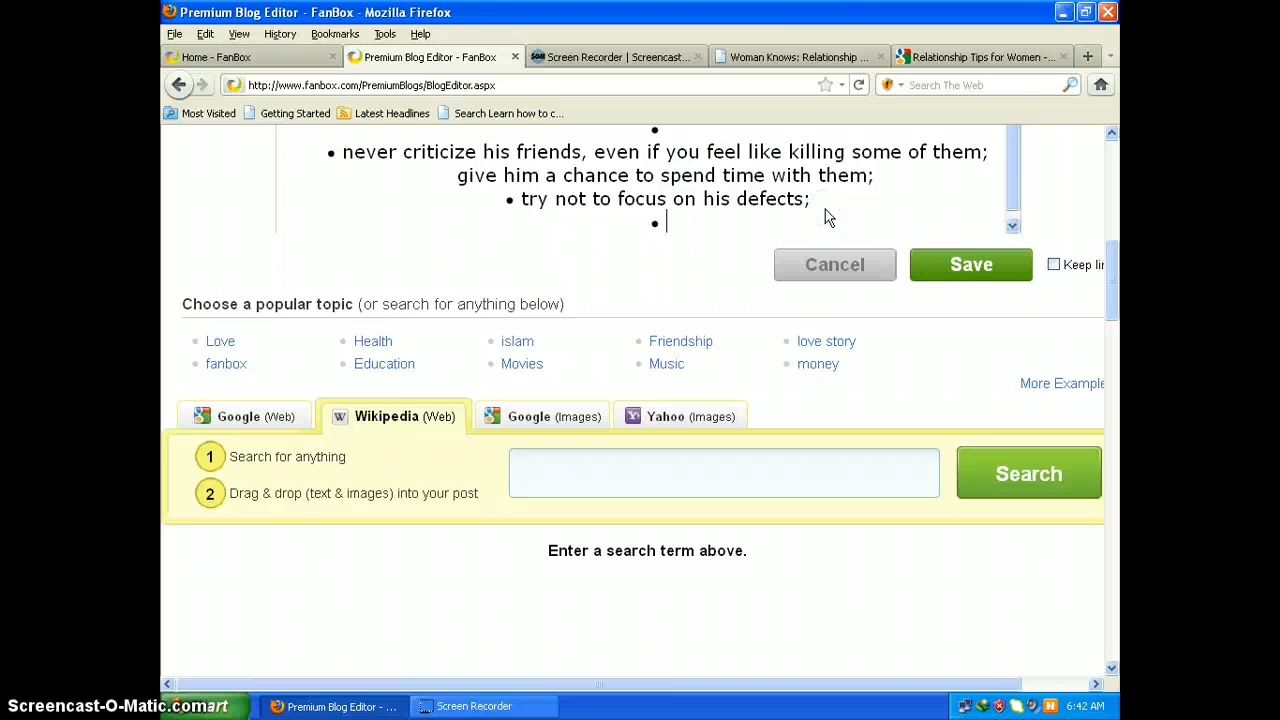 Premium Blog Editor - FanBox - Mozilla Firefox
File Edit View History Bookmarks Tools Help
Home - FanBox
Premium Blog Editor - FanBox
Screen Recorder | Screencast...
Woman Knows: Relationship ...
Relationship Tips for Women - ...
http://www.fanbox.com/PremiumBlogs/BlogEditor.aspx
Search The Web
Most Visited Getting Started Latest Headlines Search Learn how to c...
• never criticize his friends, even if you feel like killing some of them;
give him a chance to spend time with them;
• try not to focus on his defects;
Cancel Save Keep lin
Choose a popular topic (or search for anything below)
Love Health islam Friendship love story
fanbox Education Movies Music money
More Example
Google (Web) W Wikipedia (Web) Google (Images) Y! Yahoo (Images)
1 Search for anything
2 Drag & drop (text & images) into your post
Search
Enter a search term above.
Screencast-O-Matic.com
art
Premium Blog Editor - ...
Screen Recorder
6:42 AM